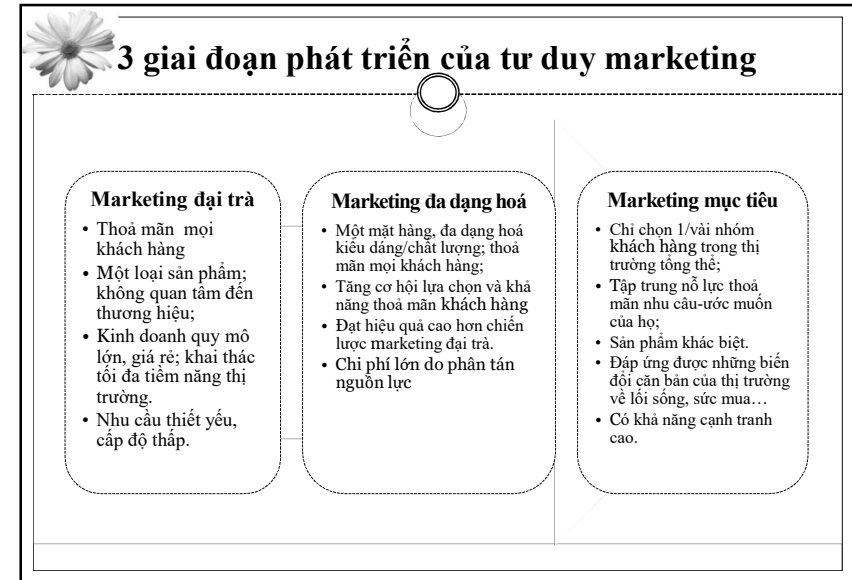 3 giai đoạn phát triển của tư duy marketing
Marketing đại trà
• Thoả mãn mọi
khách hàng
• Một loại sản phẩm;
không quan tâm đến
thương hiệu;
• Kinh doanh quy mô
lớn, giá rẻ; khai thác
tối đa tiềm năng thị
trường.
• Nhu cầu thiết yếu,
cấp độ thấp.
Marketing đa dạng hoá
• Một mặt hàng, đa dạng hoá
kiểu dáng/chất lượng; thoả
mãn mọi khách hàng;
• Tăng cơ hội lựa chọn và khả
năng thoả mãn khách hàng
• Đạt hiệu quả cao hơn chiến
lược marketing đại trà.
• Chi phí lớn do phân tán
nguồn lực
Marketing mục tiêu
• Chỉ chọn 1/vài nhóm
khách hàng trong thị
trường tổng thể;
• Tập trung nỗ lực thoả
mãn nhu câu-ước muốn
của họ;
• Sản phẩm khác biệt.
• Đáp ứng được những biến
đổi căn bản của thị trường
về lối sống, sức mua…
• Có khả năng cạnh tranh
cao.